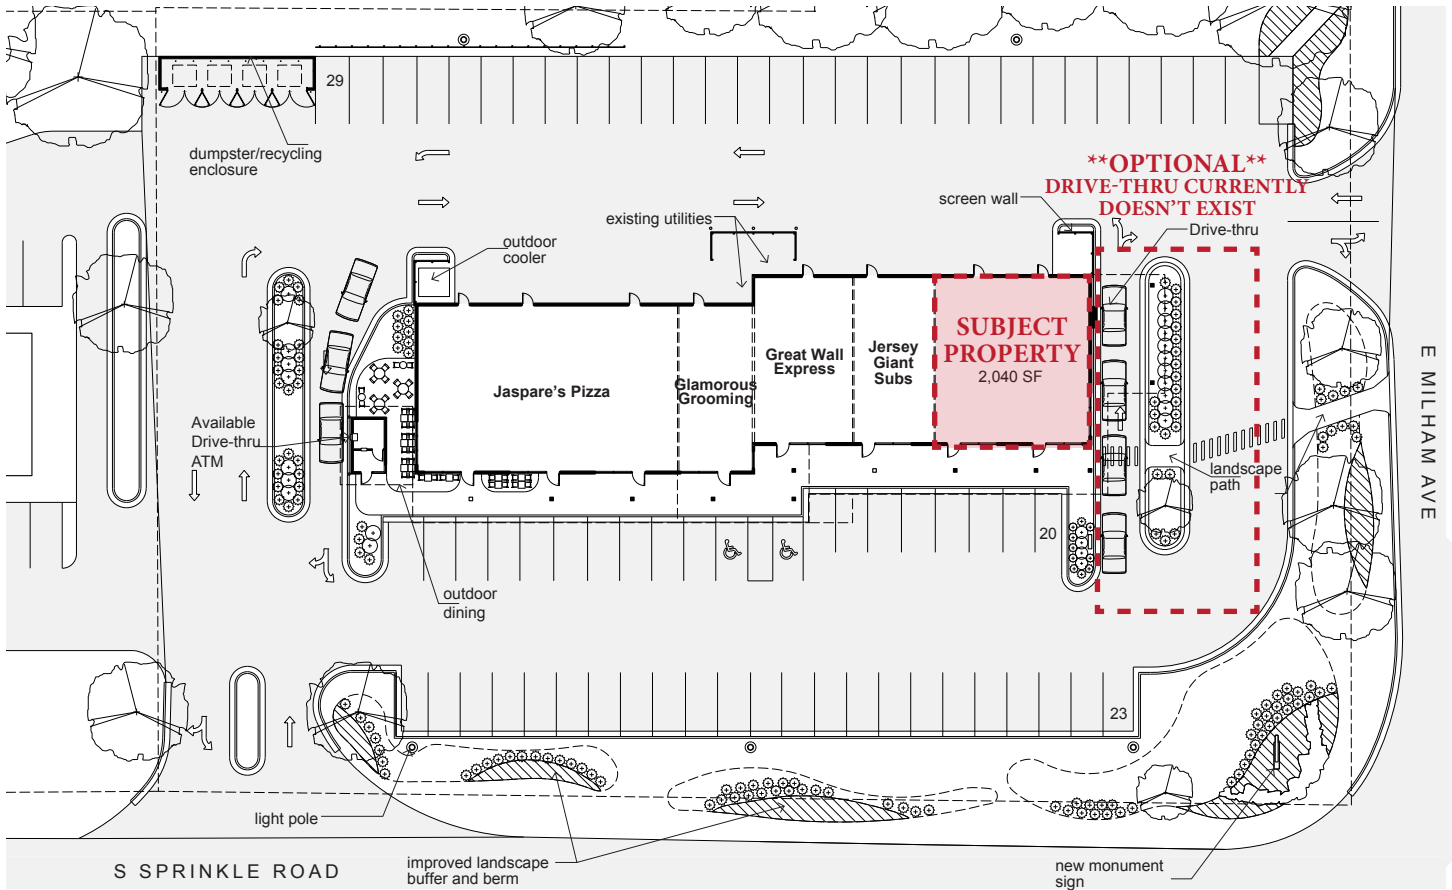 29
dumpster/recycling
enclosure
**OPTIONAL**
DRIVE-THRU CURRENTLY
DOESN'T EXIST
screen wall
Drive-thru
existing utilities
outdoor
cooler
SUBJECT
PROPERTY
2,040 SF
Jersey
Giant
Subs
Great Wall
Express
Glamorous
Grooming
Jaspare's Pizza
Available
Drive-thru
ATM
E MILHAM AVE
landscape
path
20
outdoor
dining
23
light pole
improved landscape
buffer and berm
new monument
sign
S SPRINKLE ROAD